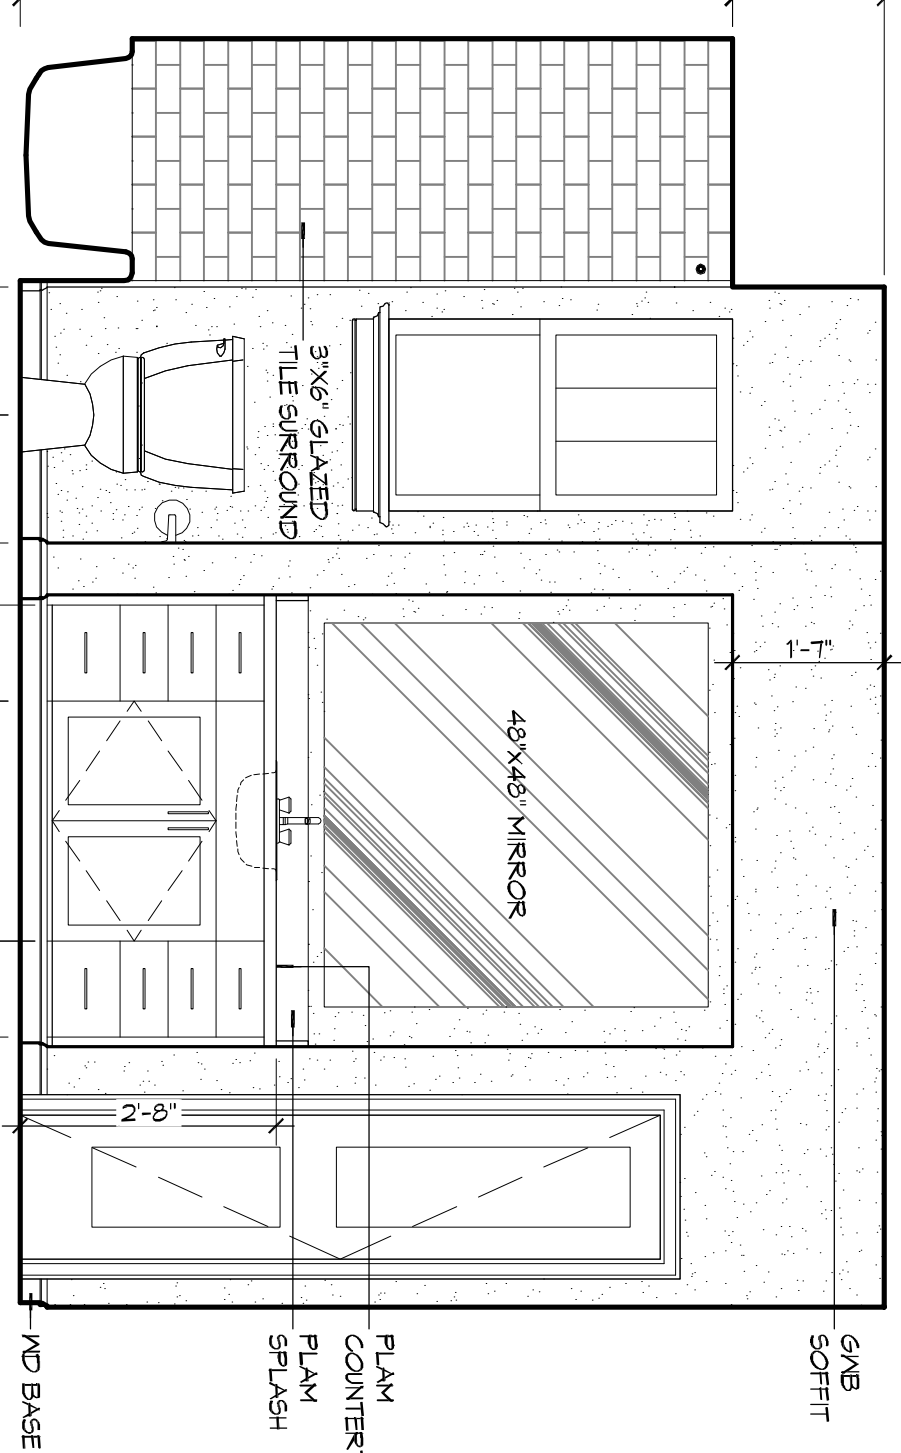 1'-7"
GWB
SOFFIT
48"x48" MIRROR
3"X6" GLAZED
TILE SURROUND
2'-8"
PLAM
COUNTER
PLAM
SPLASH
WD BASE